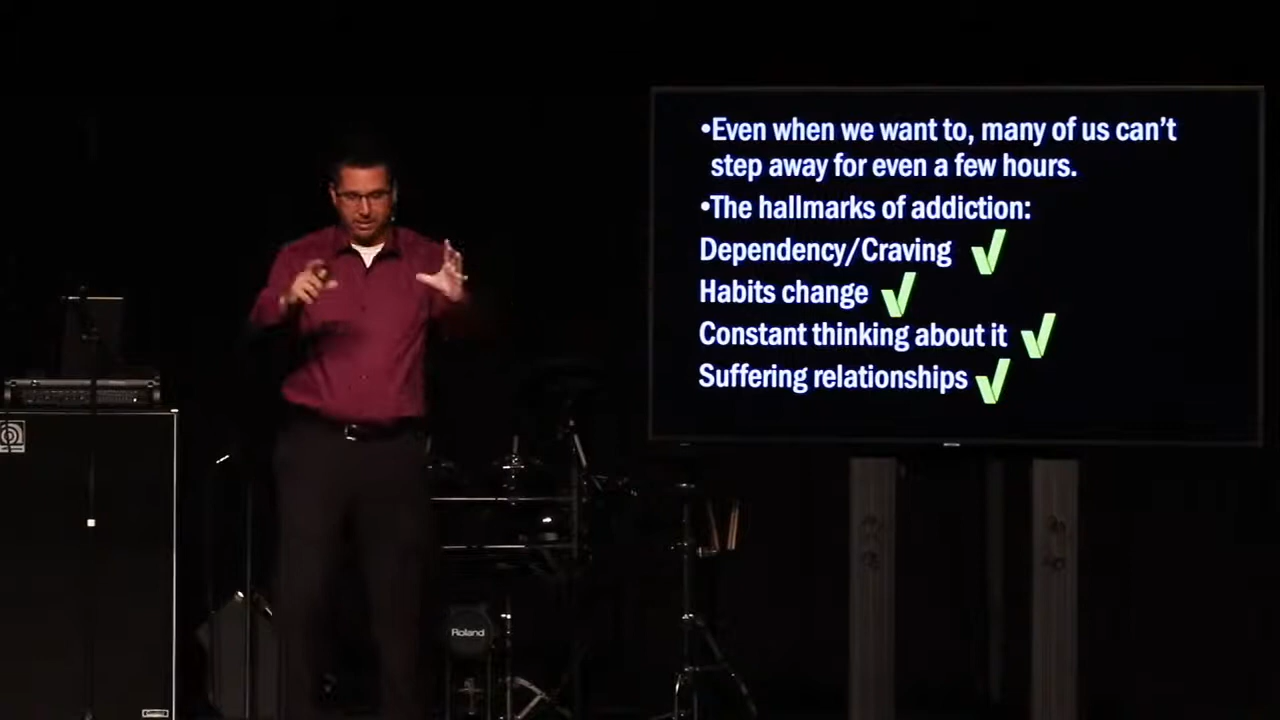 •Even when we want to, many of us can't
step away for even a few hours.
•The hallmarks of addiction:
Dependency/Craving
Habits change
Constant thinking about it
Suffering relationships
Roland